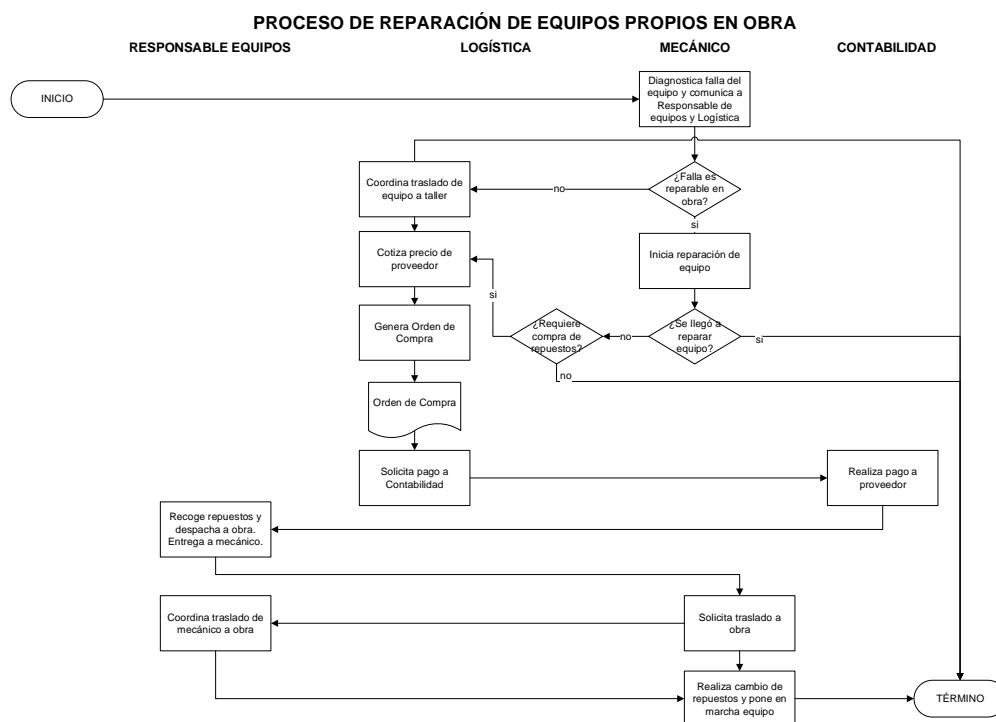 PROCESO DE REPARACIÓN DE EQUIPOS PROPIOS EN OBRA
RESPONSABLE EQUIPOS
LOGÍSTICA
MECÁNICO
CONTABILIDAD
INICIO
Diagnostica falla del
equipo y comunica a
Responsable de
equipos y Logística
¿Falla es
reparable en
obra?
no
si
Coordina traslado de
equipo a taller
Cotiza precio de
proveedor
Inicia reparación de
equipo
si
Genera Orden de
Compra
¿Requiere
compra de
repuestos?
no
¿Se llegó a
reparar
equipo?
si
no
Orden de Compra
Solicita pago a
Contabilidad
Realiza pago a
proveedor
Recoge repuestos y
despacha a obra.
Entrega a mecánico.
Coordina traslado de
mecánico a obra
Solicita traslado a
obra
Realiza cambio de
repuestos y pone en
marcha equipo
TÉRMINO